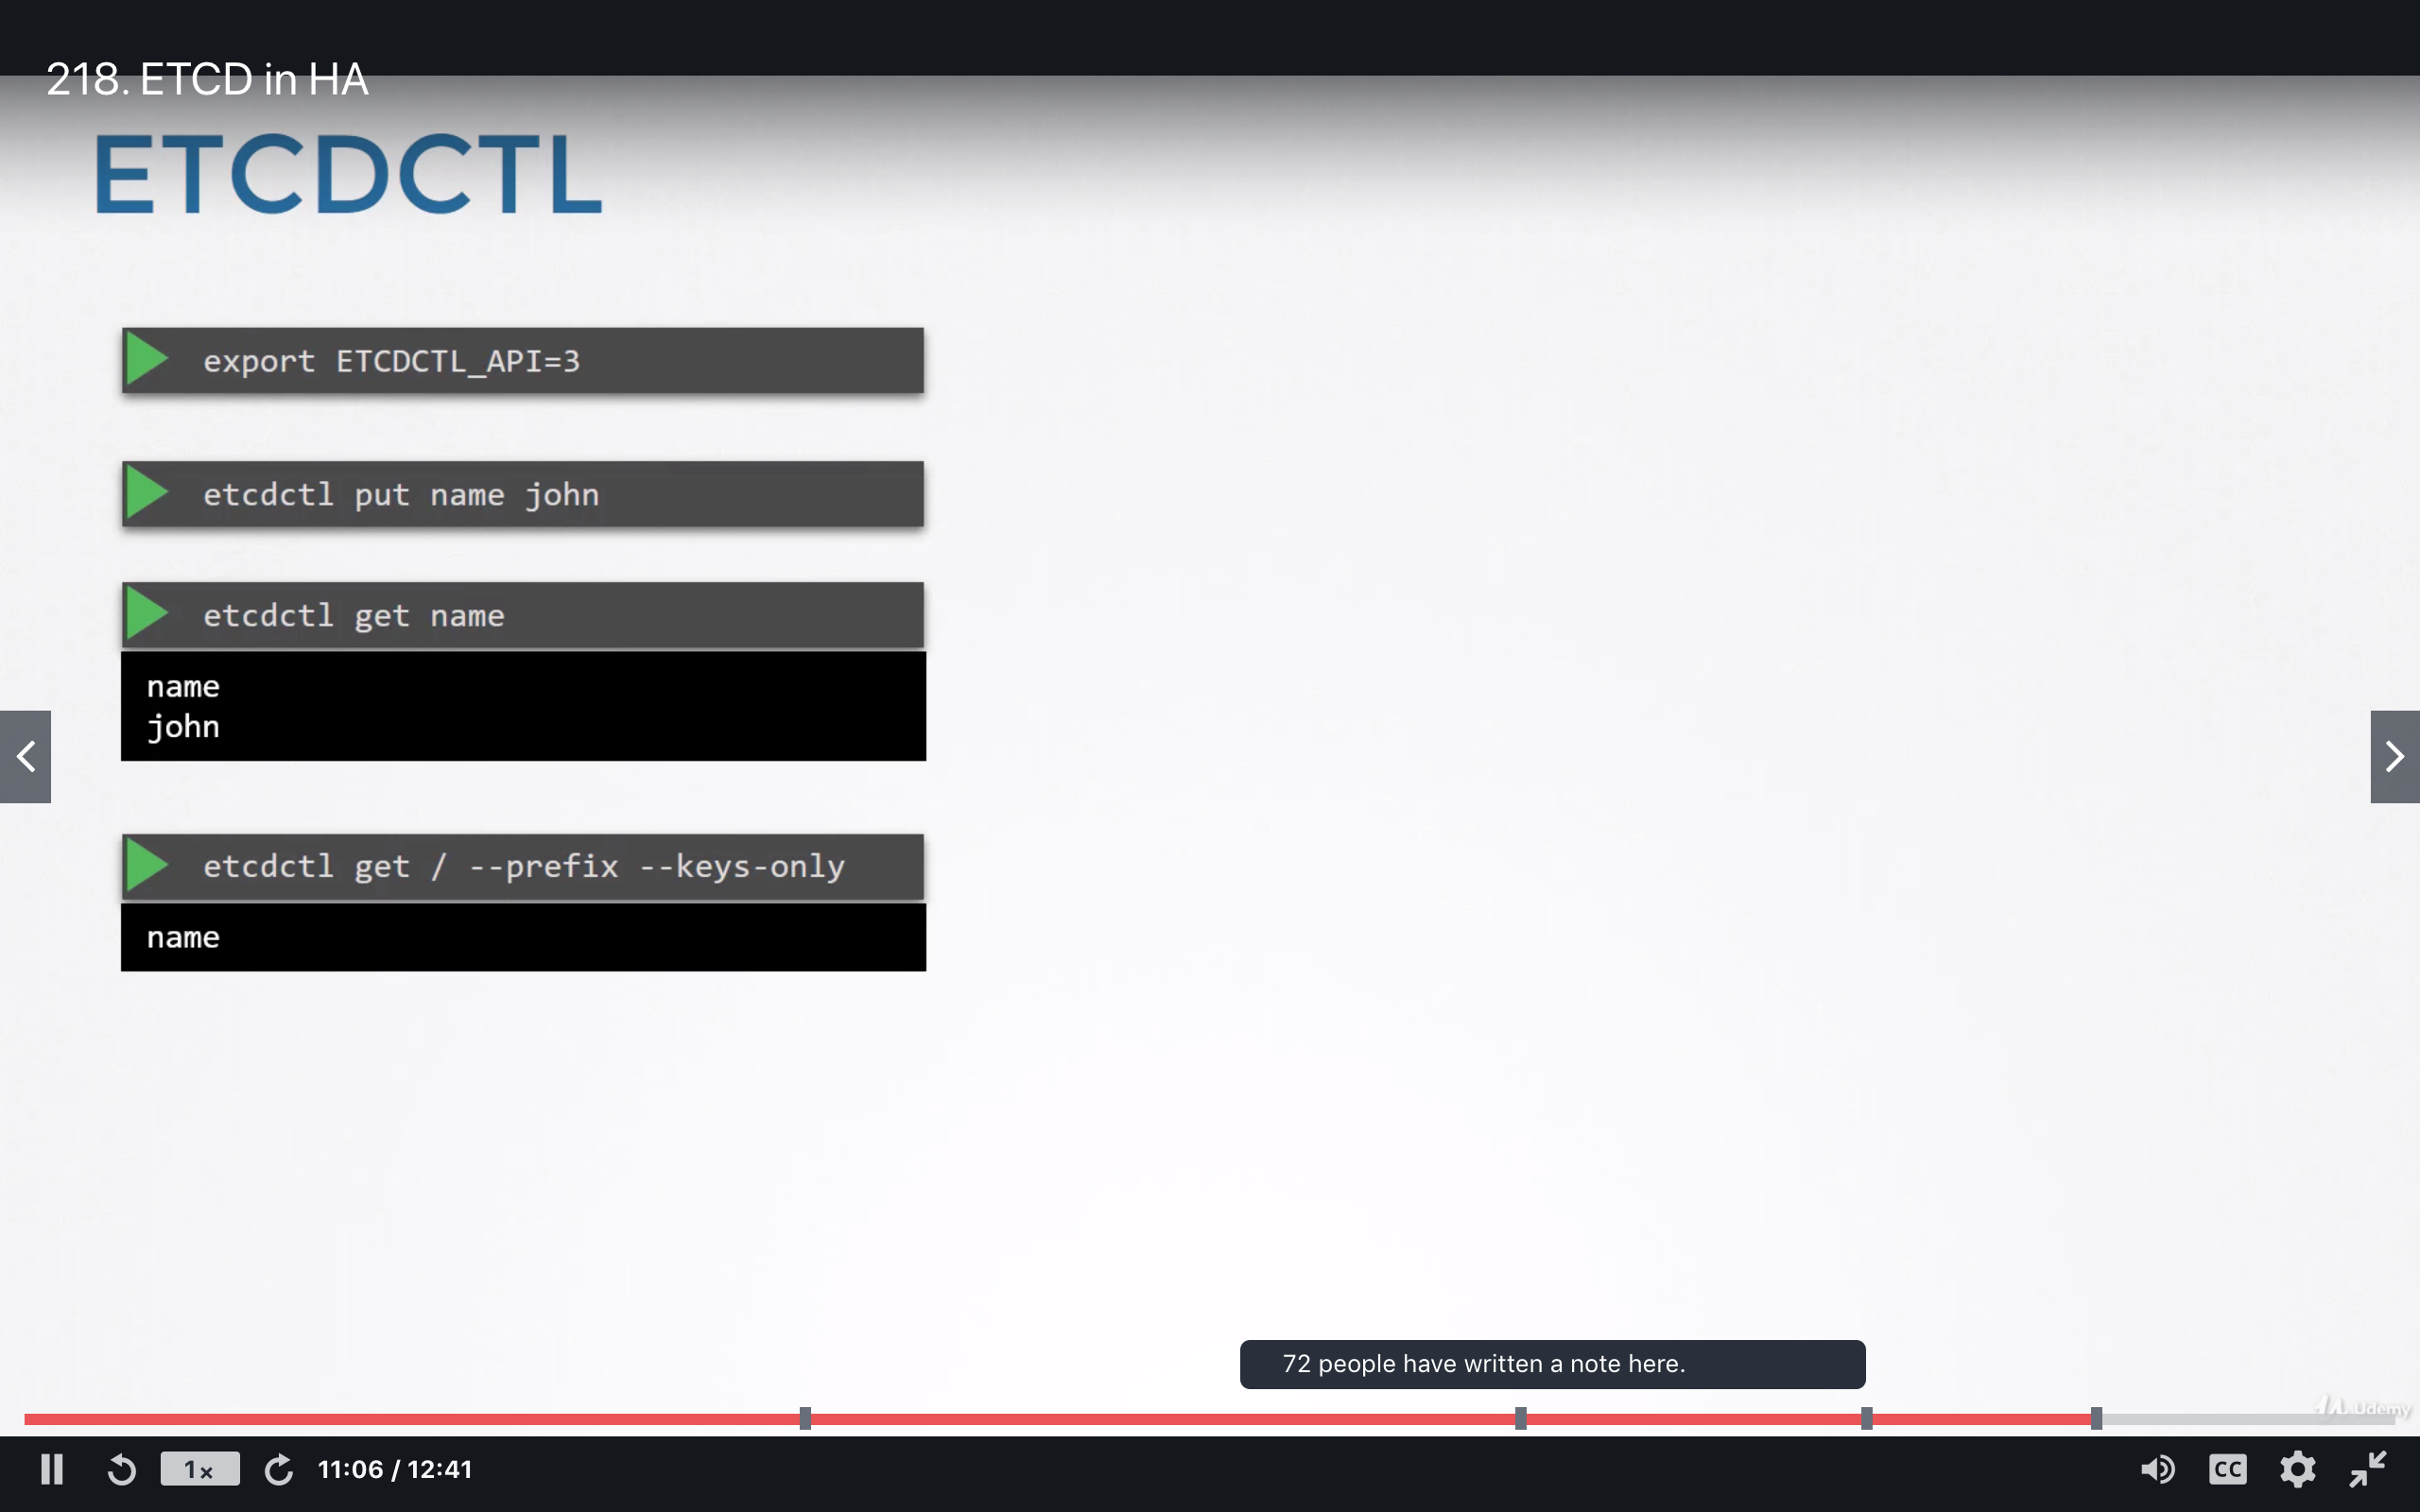 218. ETCD in HA
ETCDCTL
export ETCDCTL_API=3
etcdctl put name john
etcdctl get name
name
john
etcdctl get / --prefix --keys-only
name
72 people have written a note here.
Udemy
1x
11:06 / 12:41
CC